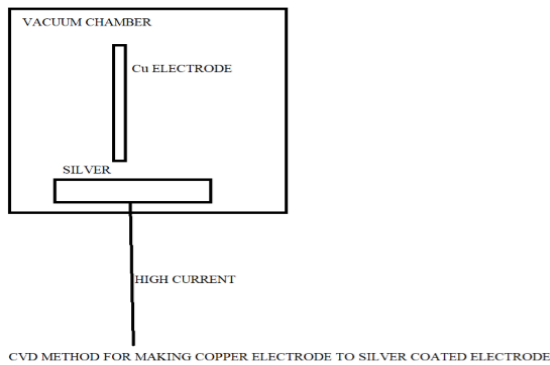 VACUUM CHAMBER
Cu ELECTRODE
SILVER
HIGH CURRENT
CVD METHOD FOR MAKING COPPER ELECTRODE TO SILVER COATED ELECTRODE